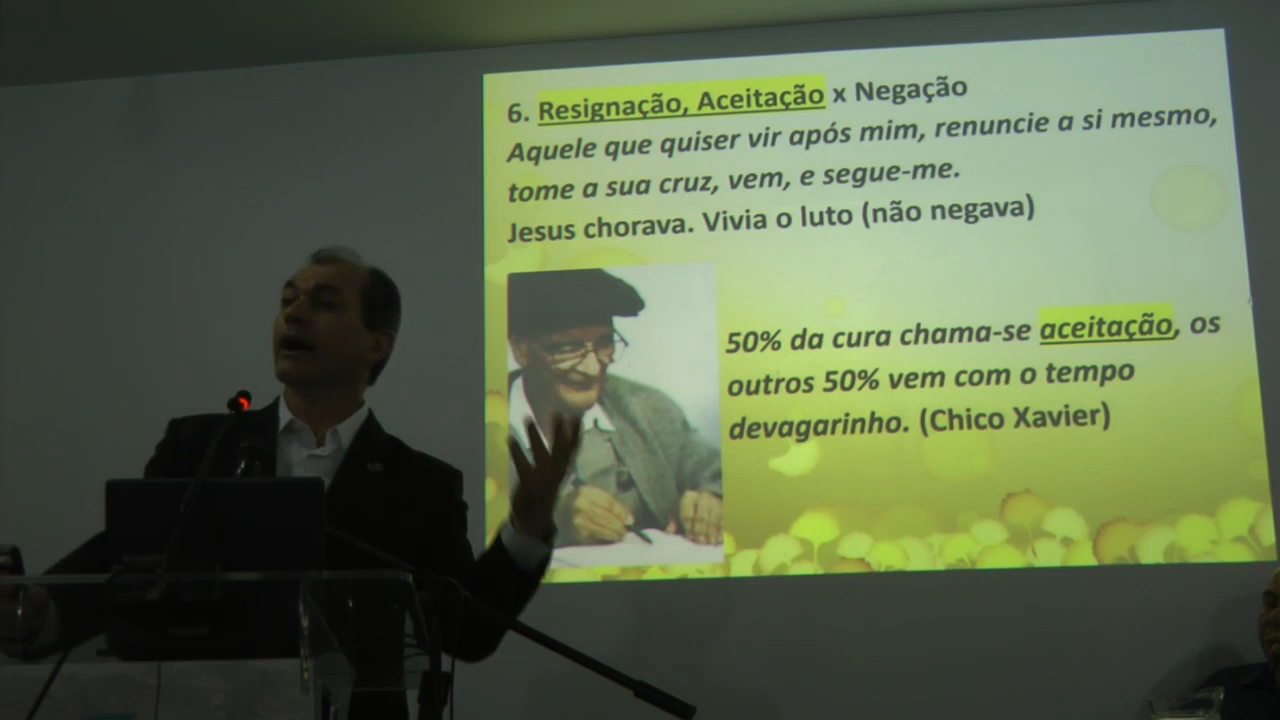 6. Resignação, Aceitação x Negação
Aquele que quiser vir após mim, renuncie a si mesmo,
tome a sua cruz, vem, e segue-me.
Jesus chorava. Vivia o luto (não negava)
50% da cura chama-se aceitação, os
outros 50% vem com o tempo
devagarinho. (Chico Xavier)